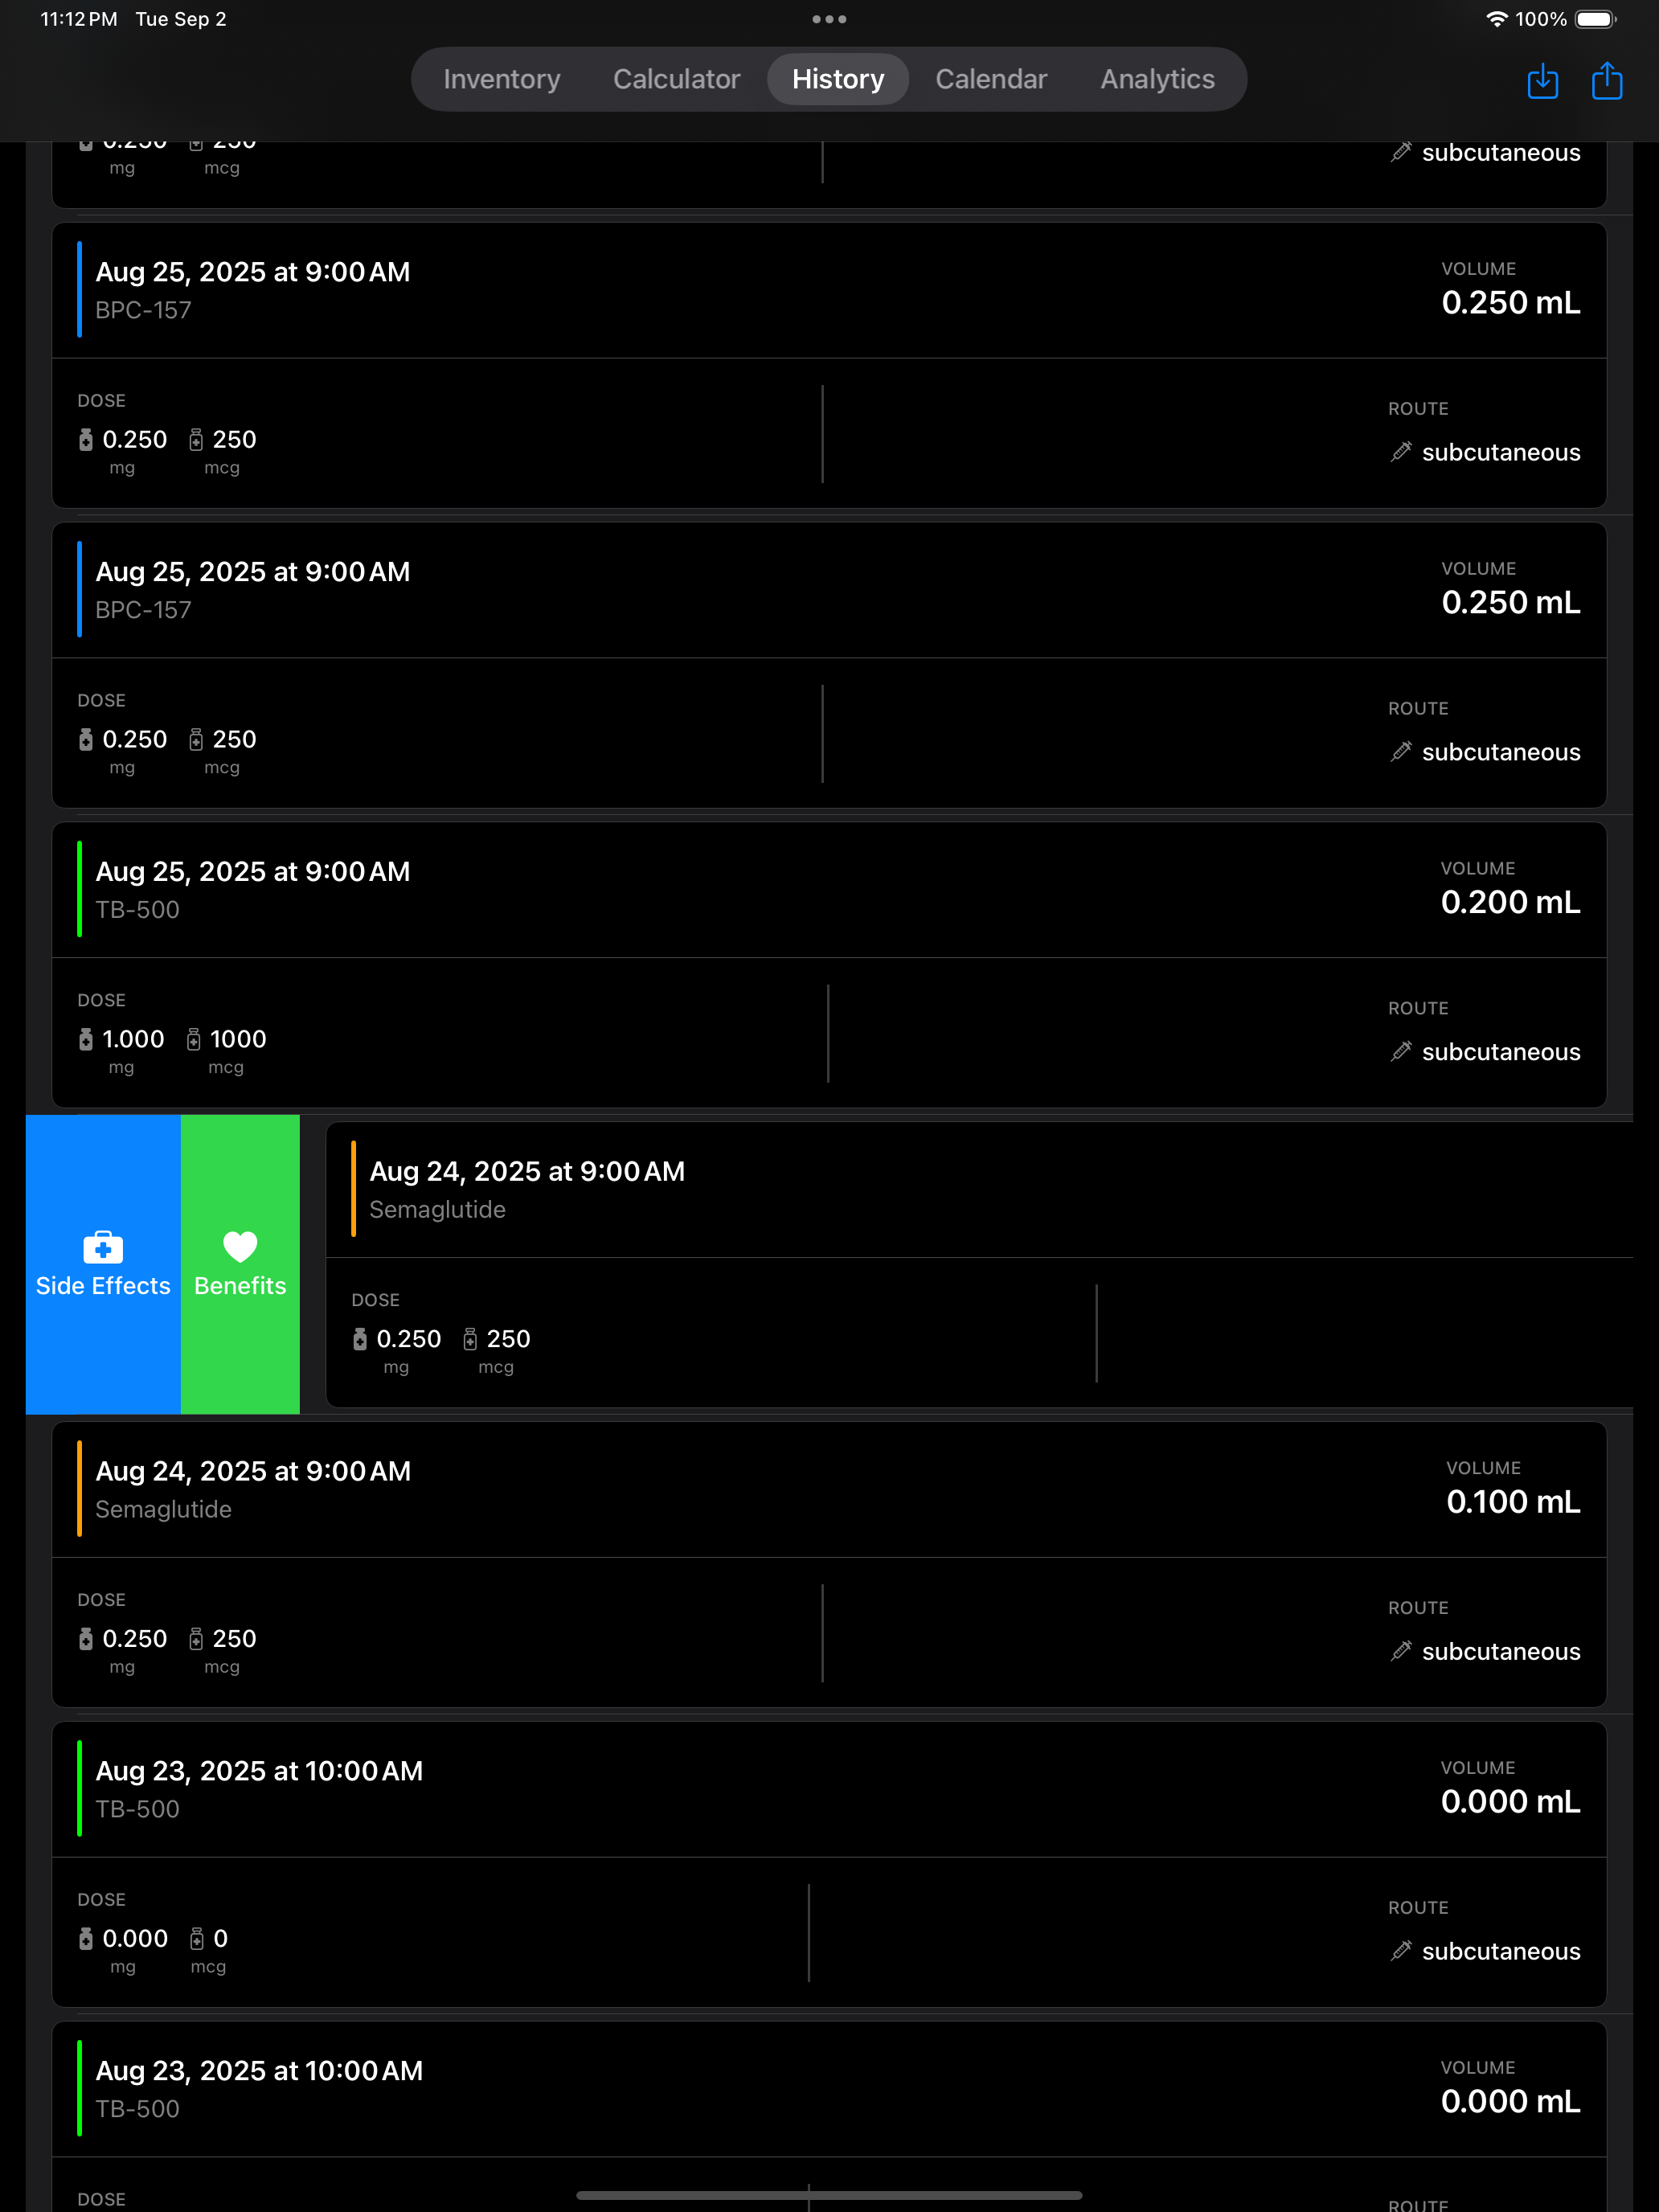 11:12 PM Tue Sep 2
100%
Inventory Calculator History Calendar Analytics
0.250 250
mg mcg
subcutaneous
Aug 25, 2025 at 9:00 AM
BPC-157
VOLUME
0.250 mL
DOSE
0.250 250
mg mcg
ROUTE
subcutaneous
Aug 25, 2025 at 9:00 AM
BPC-157
VOLUME
0.250 mL
DOSE
0.250 250
mg mcg
ROUTE
subcutaneous
Aug 25, 2025 at 9:00 AM
TB-500
VOLUME
0.200 mL
DOSE
1.000 1000
mg mcg
ROUTE
subcutaneous
Side Effects
Benefits
Aug 24, 2025 at 9:00 AM
Semaglutide
DOSE
0.250 250
mg mcg
Aug 24, 2025 at 9:00 AM
Semaglutide
VOLUME
0.100 mL
DOSE
0.250 250
mg mcg
ROUTE
subcutaneous
Aug 23, 2025 at 10:00 AM
TB-500
VOLUME
0.000 mL
DOSE
0.000 0
mg mcg
ROUTE
subcutaneous
Aug 23, 2025 at 10:00 AM
TB-500
VOLUME
0.000 mL
DOSE
ROUTE